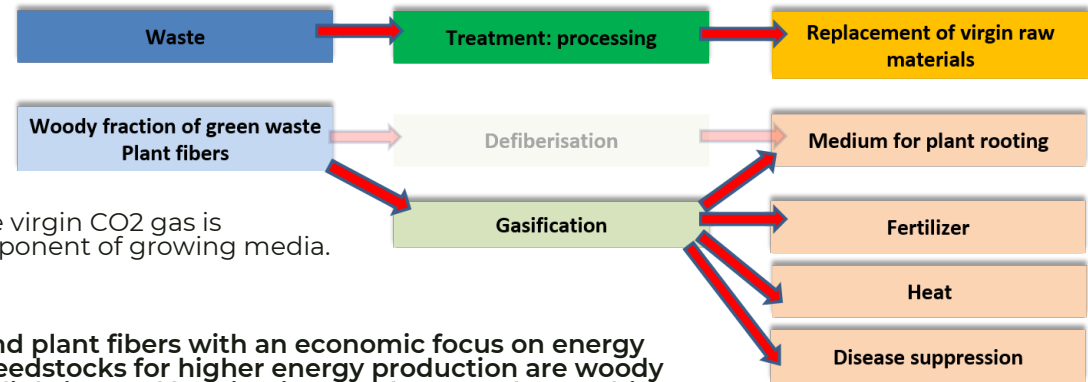 Waste
Treatment: processing
Replacement of virgin raw
materials
Woody fraction of green waste
Plant fibers
Defiberisation
Medium for plant rooting
Gasification
Fertilizer
Heat
Disease suppression
virgin CO2 gas is
ponent of growing media.
nd plant fibers with an economic focus on energy
eedstocks for higher energy production are woody